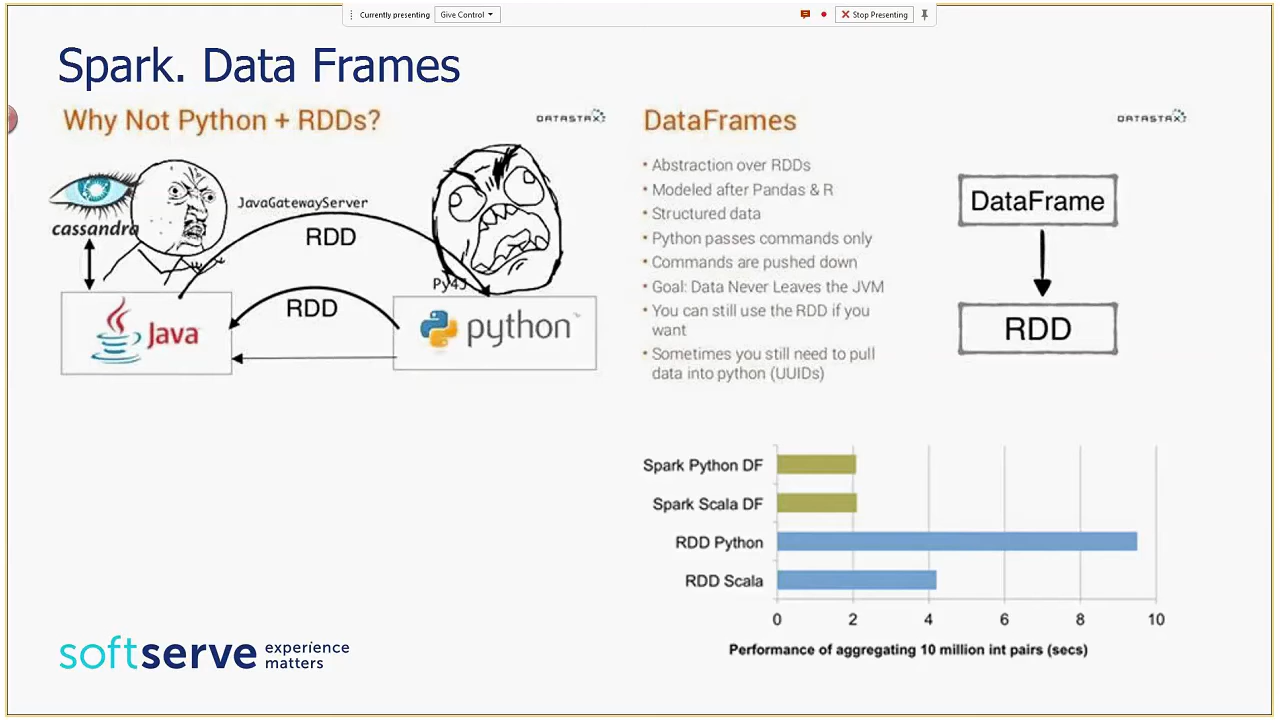 Currently presenting
Give Control
Stop Presenting
Spark. Data Frames
Why Not Python + RDDs?
DATASTAX
cassandra
JavaGatewayServer
RDD
Py4J
RDD
Java
python
DataFrames
DATASTAX
• Abstraction over RDDs
• Modeled after Pandas & R
• Structured data
• Python passes commands only
• Commands are pushed down
• Goal: Data Never Leaves the JVM
• You can still use the RDD if you
want
• Sometimes you still need to pull
data into python (UUIDs)
DataFrame
RDD
Spark Python DF
Spark Scala DF
RDD Python
RDD Scala
0 2 4 6 8 10
Performance of aggregating 10 million int pairs (secs)
softserve experience
matters